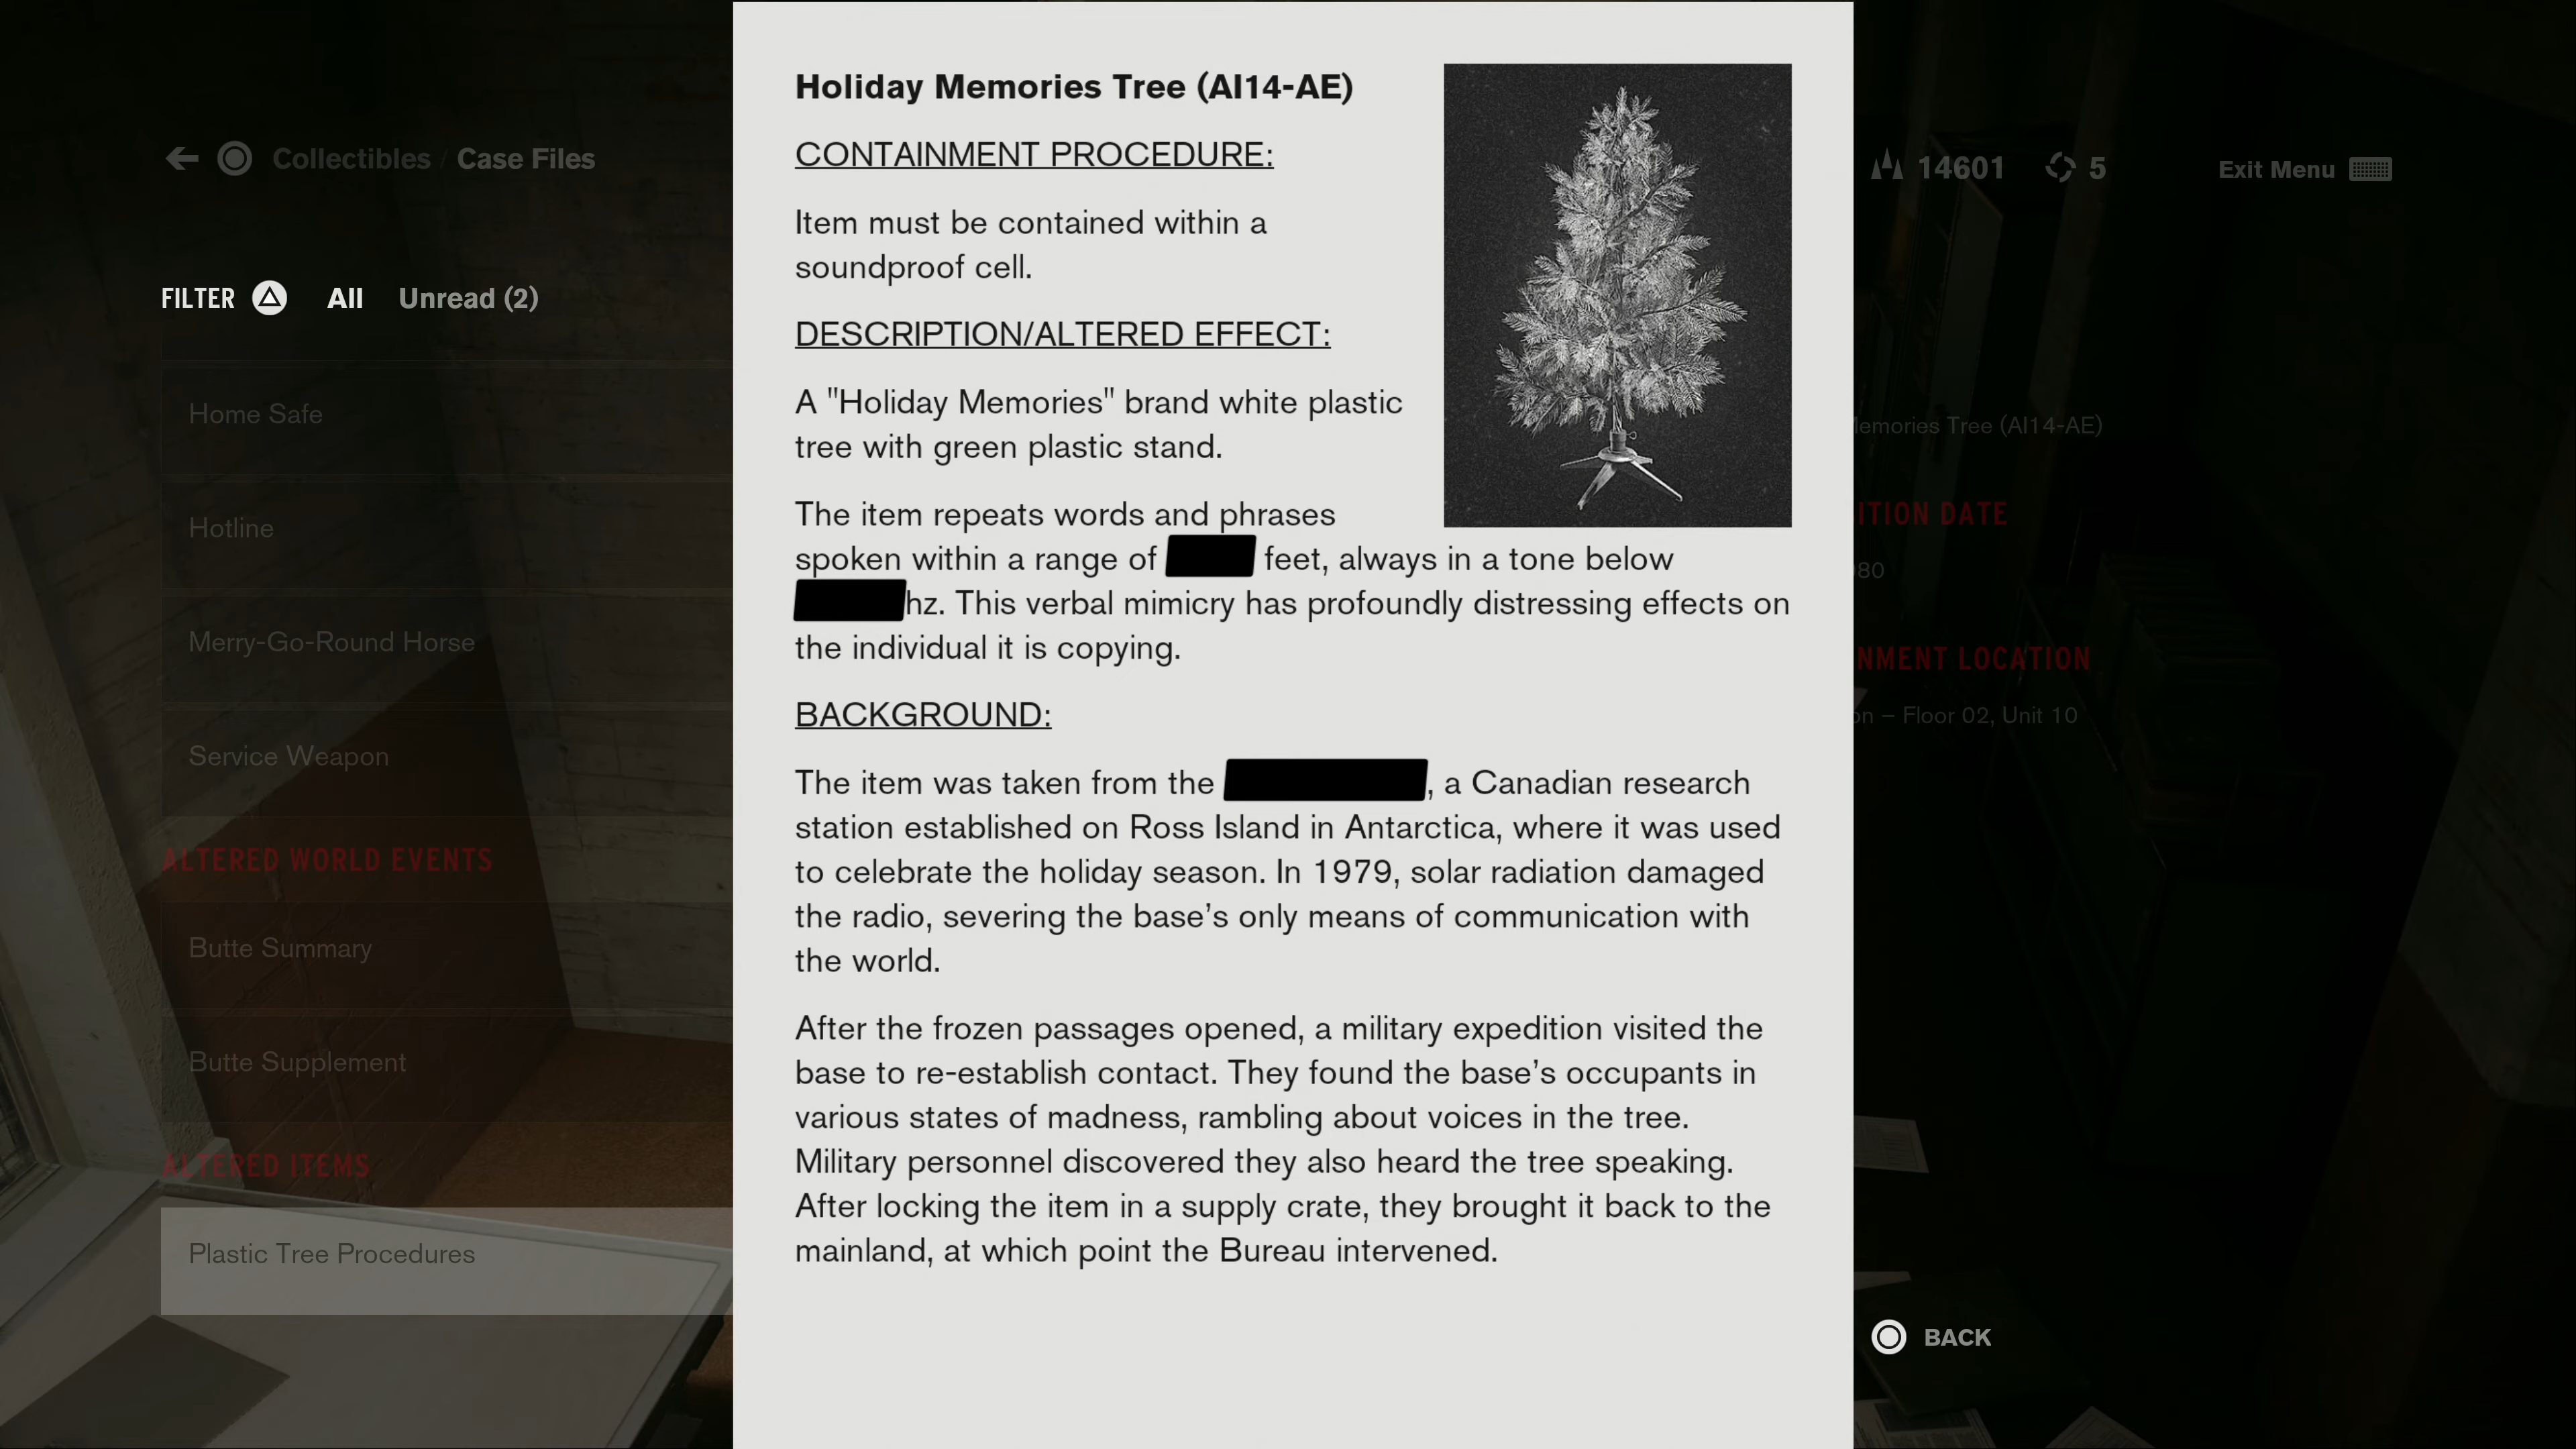 Collectibles / Case Files
14601
5
Exit Menu
FILTER All Unread (2)
Home Safe
Hotline
Merry-Go-Round Horse
Service Weapon
ALTERED WORLD EVENTS
Butte Summary
Butte Supplement
ALTERED ITEMS
Plastic Tree Procedures
Holiday Memories Tree (AI14-AE)
CONTAINMENT PROCEDURE:
Item must be contained within a
soundproof cell.
DESCRIPTION/ALTERED EFFECT:
A "Holiday Memories" brand white plastic
tree with green plastic stand.
The item repeats words and phrases
spoken within a range of feet, always in a tone below
hz. This verbal mimicry has profoundly distressing effects on
the individual it is copying.
BACKGROUND:
The item was taken from the , a Canadian research
station established on Ross Island in Antarctica, where it was used
to celebrate the holiday season. In 1979, solar radiation damaged
the radio, severing the base’s only means of communication with
the world.
After the frozen passages opened, a military expedition visited the
base to re-establish contact. They found the base’s occupants in
various states of madness, rambling about voices in the tree.
Military personnel discovered they also heard the tree speaking.
After locking the item in a supply crate, they brought it back to the
mainland, at which point the Bureau intervened.
Tree (AI14-AE)
DATE
LOCATION
– Floor 02, Unit 10
BACK